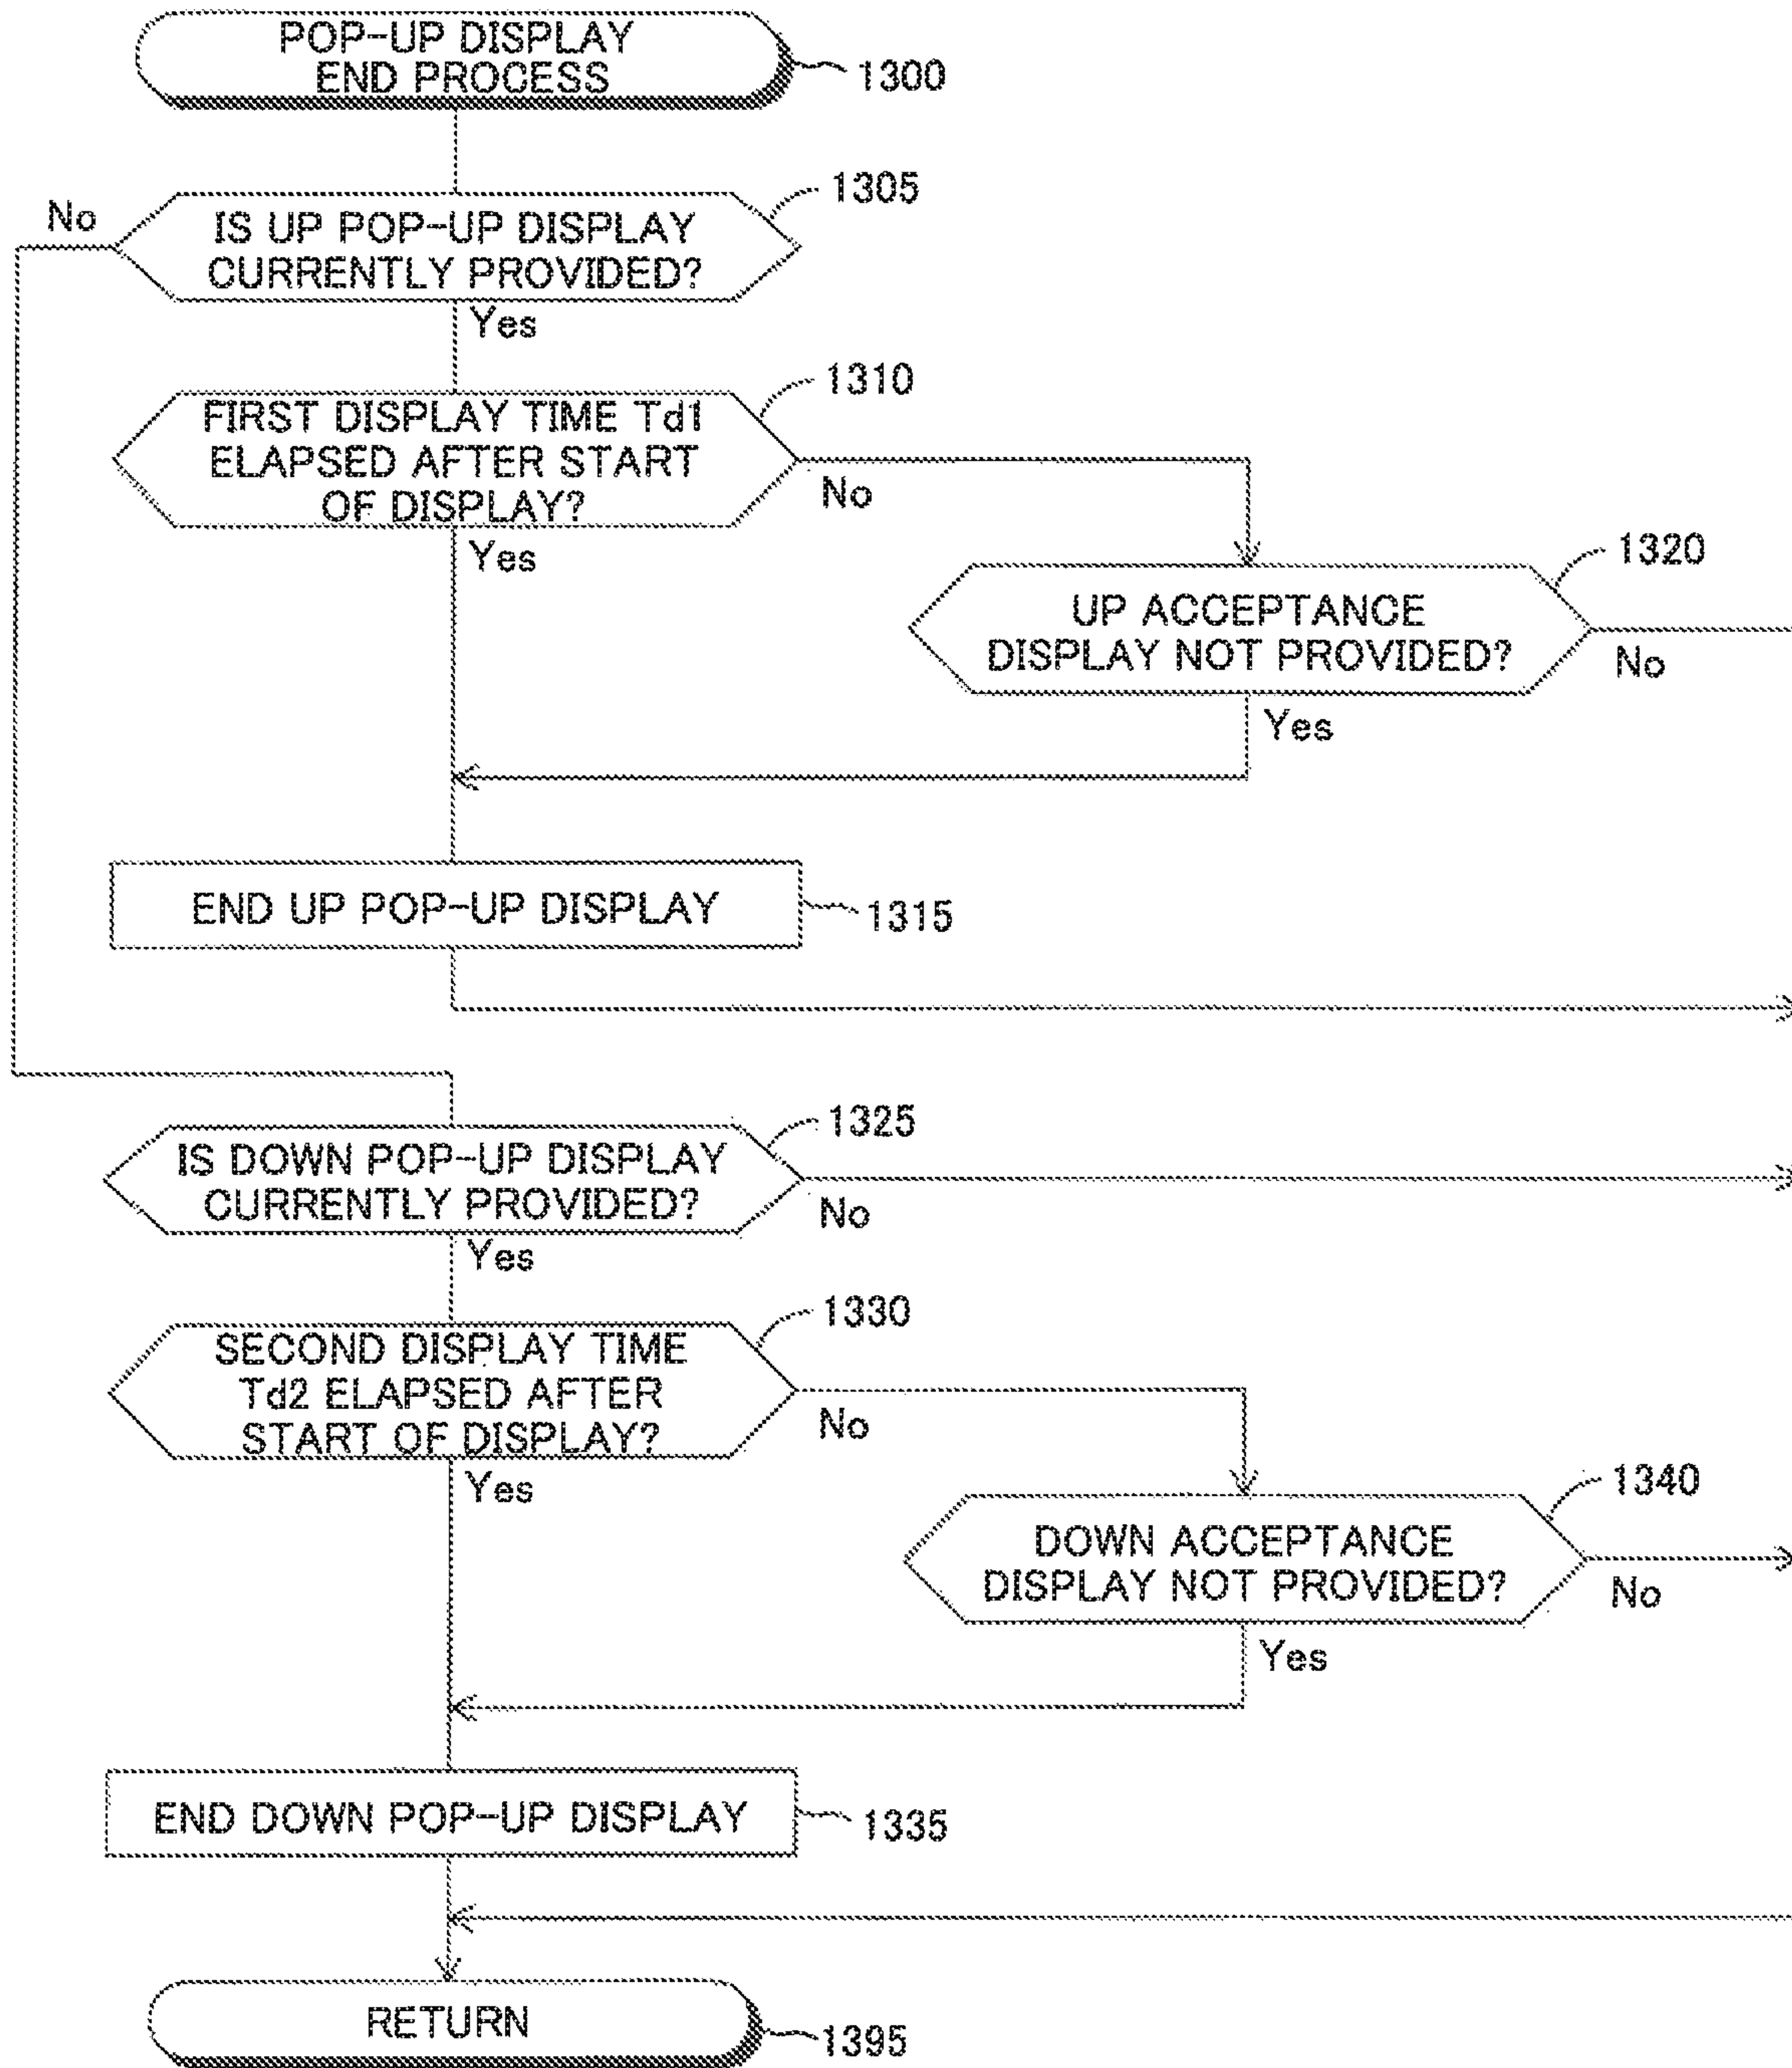 POP-UP DISPLAY
END PROCESS
1300
1305
No
IS UP POP-UP DISPLAY
CURRENTLY PROVIDED?
Yes
1310
FIRST DISPLAY TIME Td1
ELAPSED AFTER START
OF DISPLAY?
No
Yes
1320
UP ACCEPTANCE
DISPLAY NOT PROVIDED?
No
Yes
END UP POP-UP DISPLAY
1315
1325
IS DOWN POP-UP DISPLAY
CURRENTLY PROVIDED?
No
Yes
1330
SECOND DISPLAY TIME
Td2 ELAPSED AFTER
START OF DISPLAY?
No
Yes
1340
DOWN ACCEPTANCE
DISPLAY NOT PROVIDED?
No
Yes
END DOWN POP-UP DISPLAY
1335
RETURN
1395